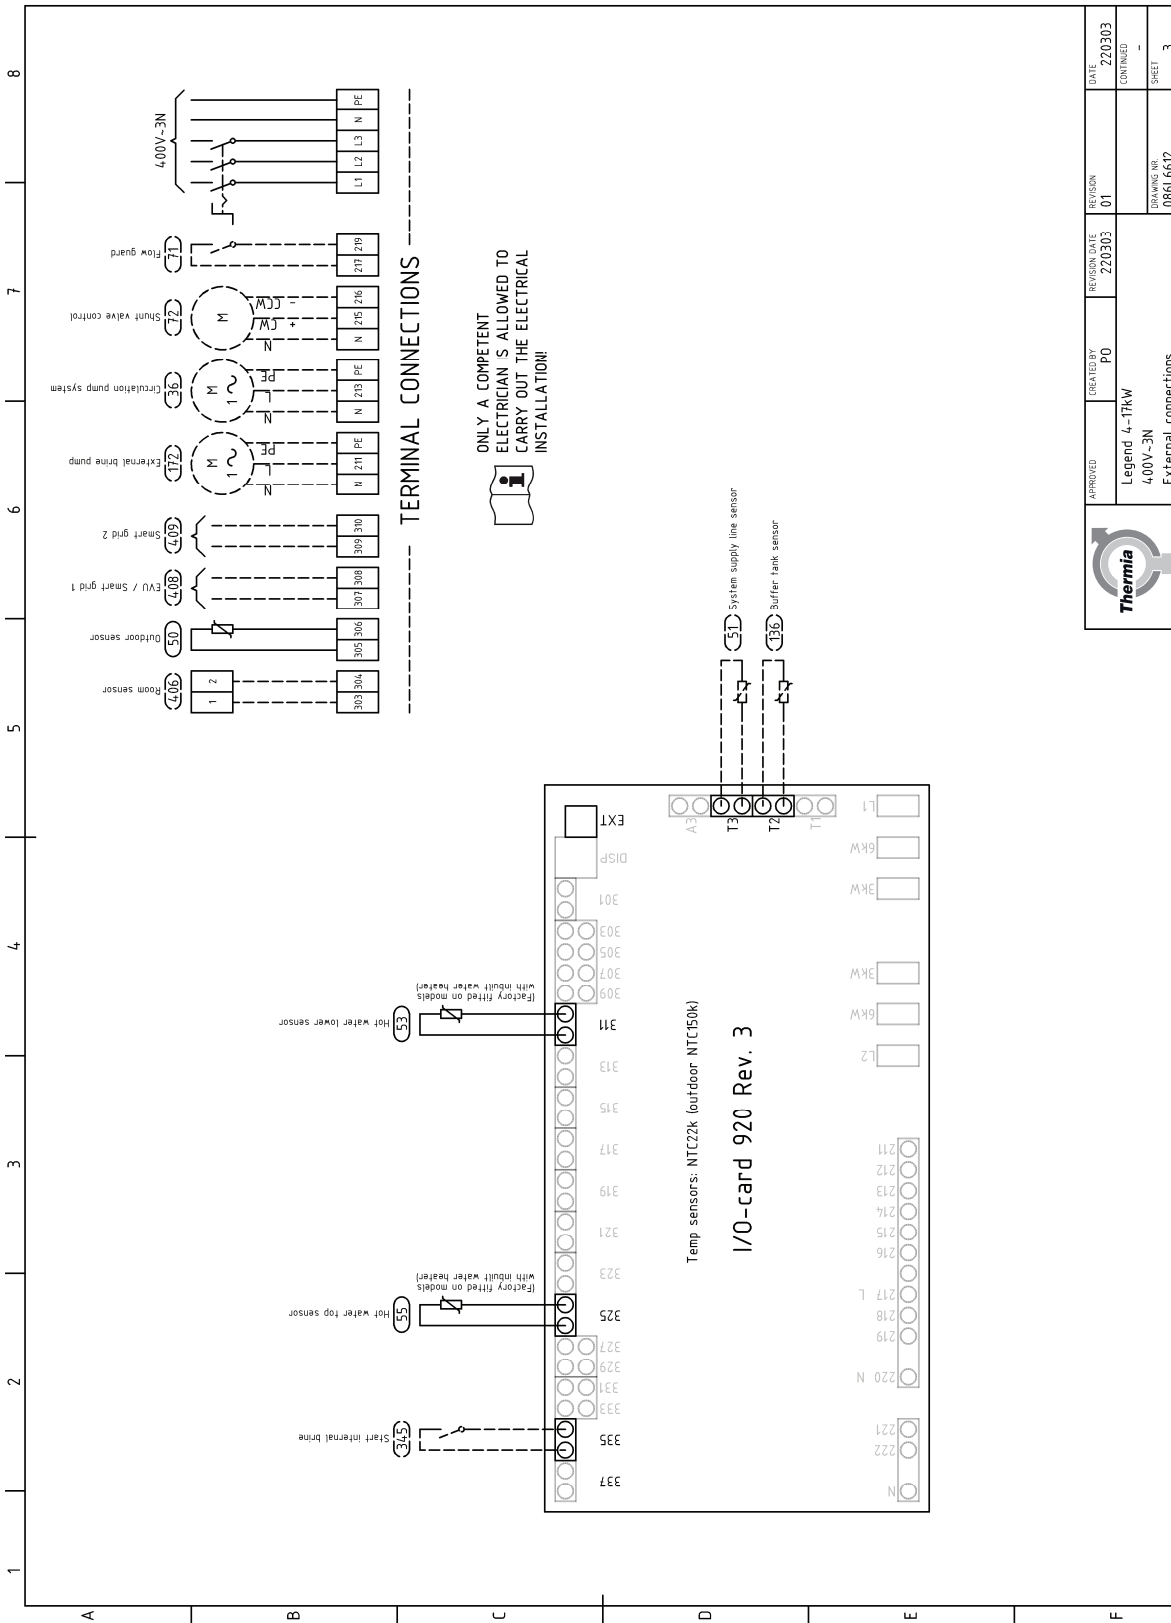 1
2
3
4
5
6
7
8
A
B
C
D
E
F
Room sensor
406
1 2
303 304
Outdoor sensor
50
305 306
EVU / Smart grid 1
408
307 308
Smart grid 2
409
309 310
External brine pump
172
M
1
N
L
PE
N 211 PE
Circulation pump system
36
M
1
N
L
PE
N 213 PE
Shunt valve control
72
M
N
CW +
CCW -
N 215 216
Flow guard
71
217 219
400V~3N
L1 L2 L3 N PE
TERMINAL CONNECTIONS
ONLY A COMPETENT
ELECTRICIAN IS ALLOWED TO
CARRY OUT THE ELECTRICAL
INSTALLATION!
i
Start internal brine
345
Hot water top sensor
55
(Factory fitted on models
with inbuilt water heater)
Hot water lower sensor
53
(Factory fitted on models
with inbuilt water heater)
337
335
333
331
329
327
325
323
321
319
317
315
313
311
309
307
305
303
301
DISP
EXT
A3
T3
T2
T1
51
System supply line sensor
136
Buffer tank sensor
Temp sensors: NTC22k (outdoor NTC150k)
I/O-card 920 Rev. 3
N
222
221
220 N
219
218
217 L
216
215
214
213
212
211
L2
6kW
3kW
3kW
6kW
L1
Thermia
APPROVED
CREATED BY
PO
REVISION DATE
220303
REVISION
01
DATE
220303
Legend 4-17kW
400V~3N
External connections
CONTINUED
-
DRAWING NR.
086L6612
SHEET
3